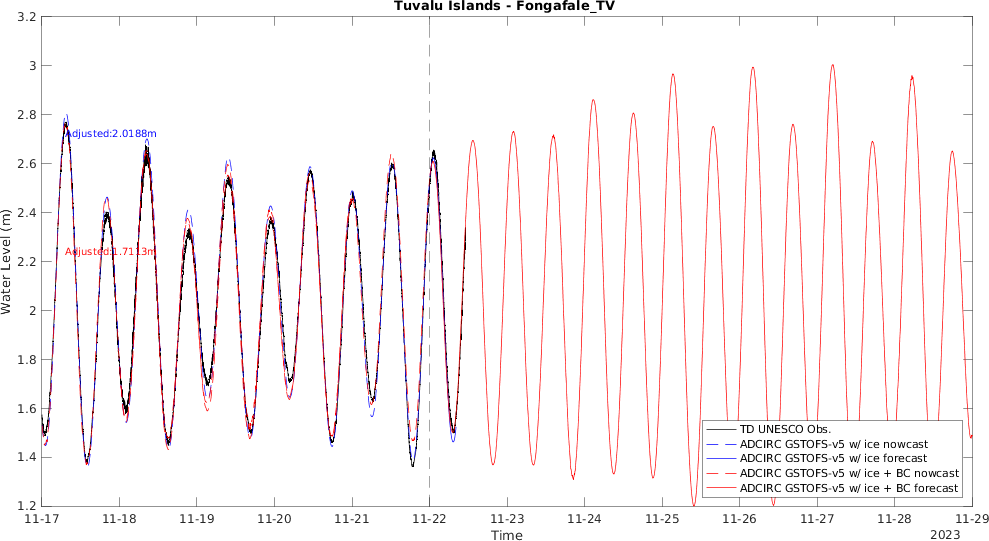 Tuvalu Islands - Fongafale_TV
3.2
3
2.8
2.6
2.4
2.2
2
1.8
1.6
1.4
1.2
Water Level (m)
Adjusted:2.0188m
Adjusted:1.7113m
TD UNESCO Obs.
ADCIRC GSTOFS-v5 w/ ice nowcast
ADCIRC GSTOFS-v5 w/ ice forecast
ADCIRC GSTOFS-v5 w/ ice + BC nowcast
ADCIRC GSTOFS-v5 w/ ice + BC forecast
11-17 11-18 11-19 11-20 11-21 11-22 11-23 11-24 11-25 11-26 11-27 11-28 11-29
Time
2023